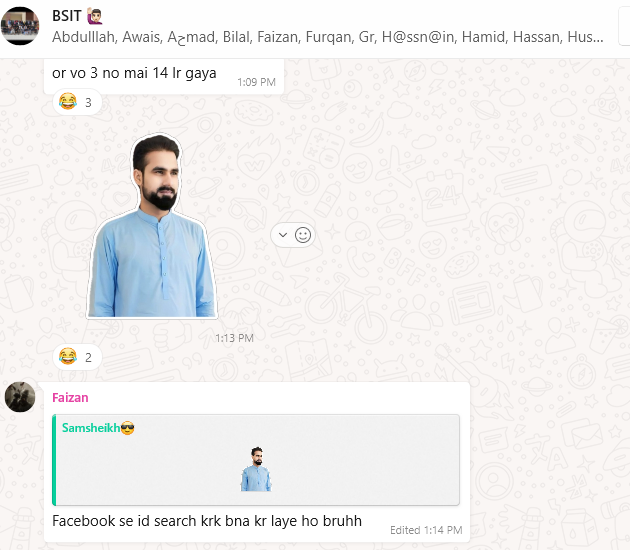 BSIT 🙋🏻‍♂️
Abdulllah, Awais, Aحmad, Bilal, Faizan, Furqan, Gr, H@ssn@in, Hamid, Hassan, Hus...
or vo 3 no mai 14 lr gaya
1:09 PM
😂 3
1:13 PM
😂 2
Faizan
Samsheikh😎
Facebook se id search krk bna kr laye ho bruhh
Edited 1:14 PM